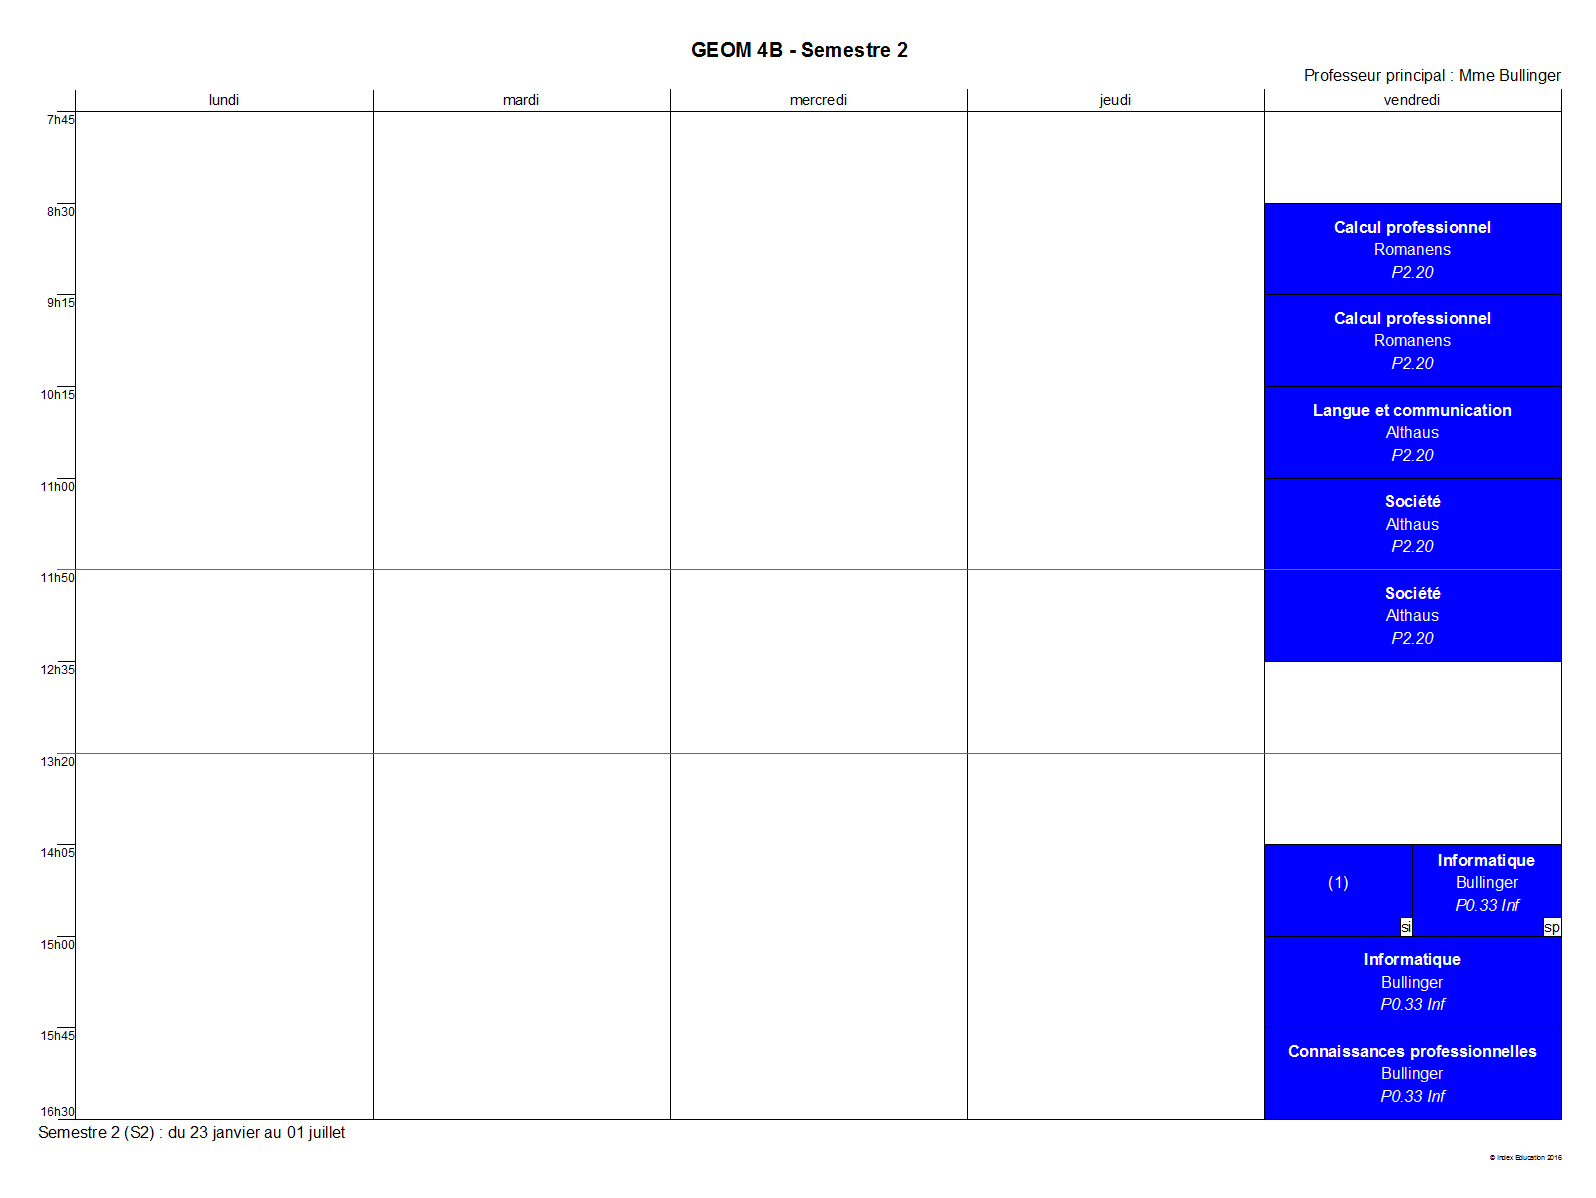 GEOM 4B - Semestre 2
Professeur principal : Mme Bullinger
lundi
mardi
mercredi
jeudi
vendredi
7h45
8h30
Calcul professionnel
Romanens
P2.20
9h15
Calcul professionnel
Romanens
P2.20
10h15
Langue et communication
Althaus
P2.20
11h00
Société
Althaus
P2.20
11h50
Société
Althaus
P2.20
12h35
13h20
14h05
(1)
si
Informatique
Bullinger
P0.33 Inf
sp
15h00
Informatique
Bullinger
P0.33 Inf
15h45
Connaissances professionnelles
Bullinger
P0.33 Inf
16h30
Semestre 2 (S2) : du 23 janvier au 01 juillet
© Index Education 2016